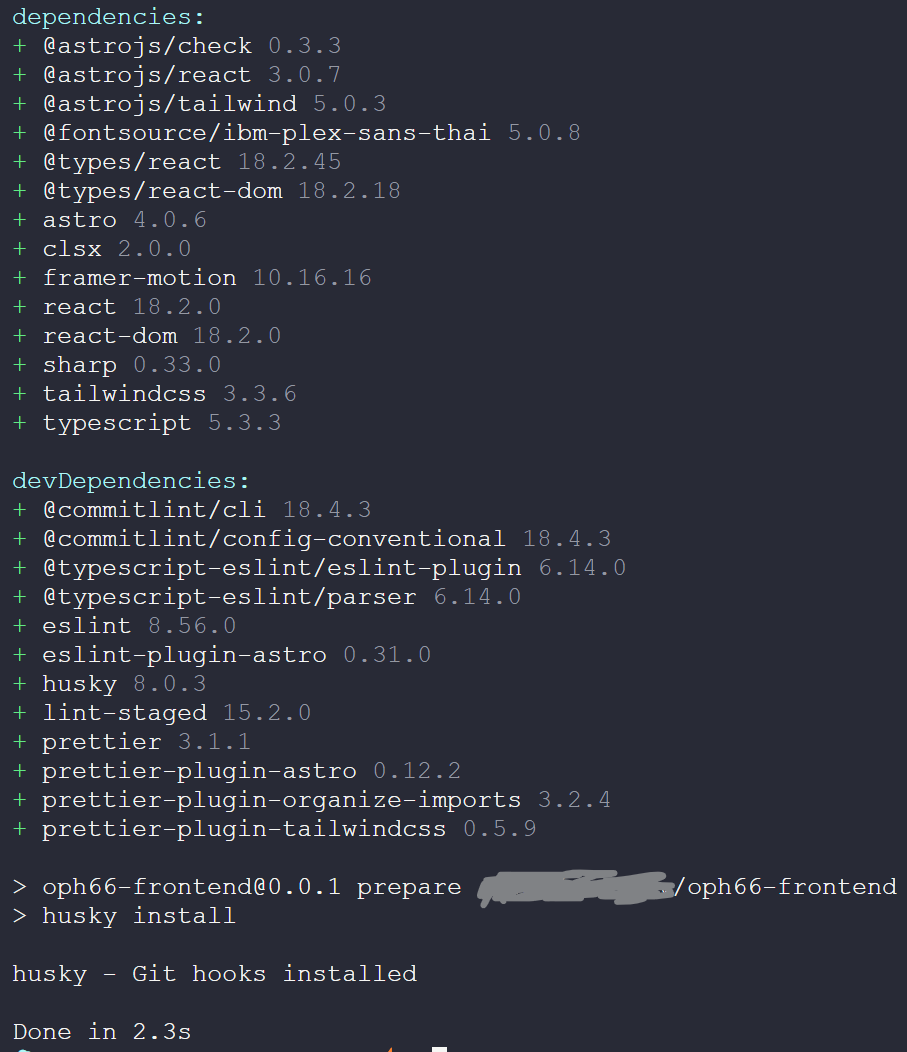 dependencies:
+ @astrojs/check 0.3.3
+ @astrojs/react 3.0.7
+ @astrojs/tailwind 5.0.3
+ @fontsource/ibm-plex-sans-thai 5.0.8
+ @types/react 18.2.45
+ @types/react-dom 18.2.18
+ astro 4.0.6
+ clsx 2.0.0
+ framer-motion 10.16.16
+ react 18.2.0
+ react-dom 18.2.0
+ sharp 0.33.0
+ tailwindcss 3.3.6
+ typescript 5.3.3
devDependencies:
+ @commitlint/cli 18.4.3
+ @commitlint/config-conventional 18.4.3
+ @typescript-eslint/eslint-plugin 6.14.0
+ @typescript-eslint/parser 6.14.0
+ eslint 8.56.0
+ eslint-plugin-astro 0.31.0
+ husky 8.0.3
+ lint-staged 15.2.0
+ prettier 3.1.1
+ prettier-plugin-astro 0.12.2
+ prettier-plugin-organize-imports 3.2.4
+ prettier-plugin-tailwindcss 0.5.9
> oph66-frontend@0.0.1 prepare /oph66-frontend
> husky install
husky - Git hooks installed
Done in 2.3s